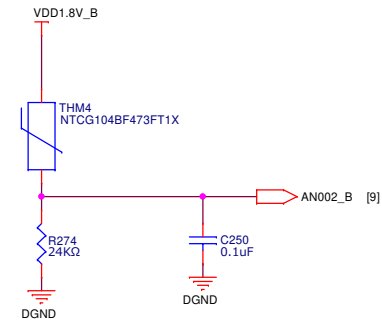 VDD1.8V_B
THM4
NTCG104BF473FT1X
AN002_B [9]
R274
24KΩ
C250
0.1uF
DGND
DGND